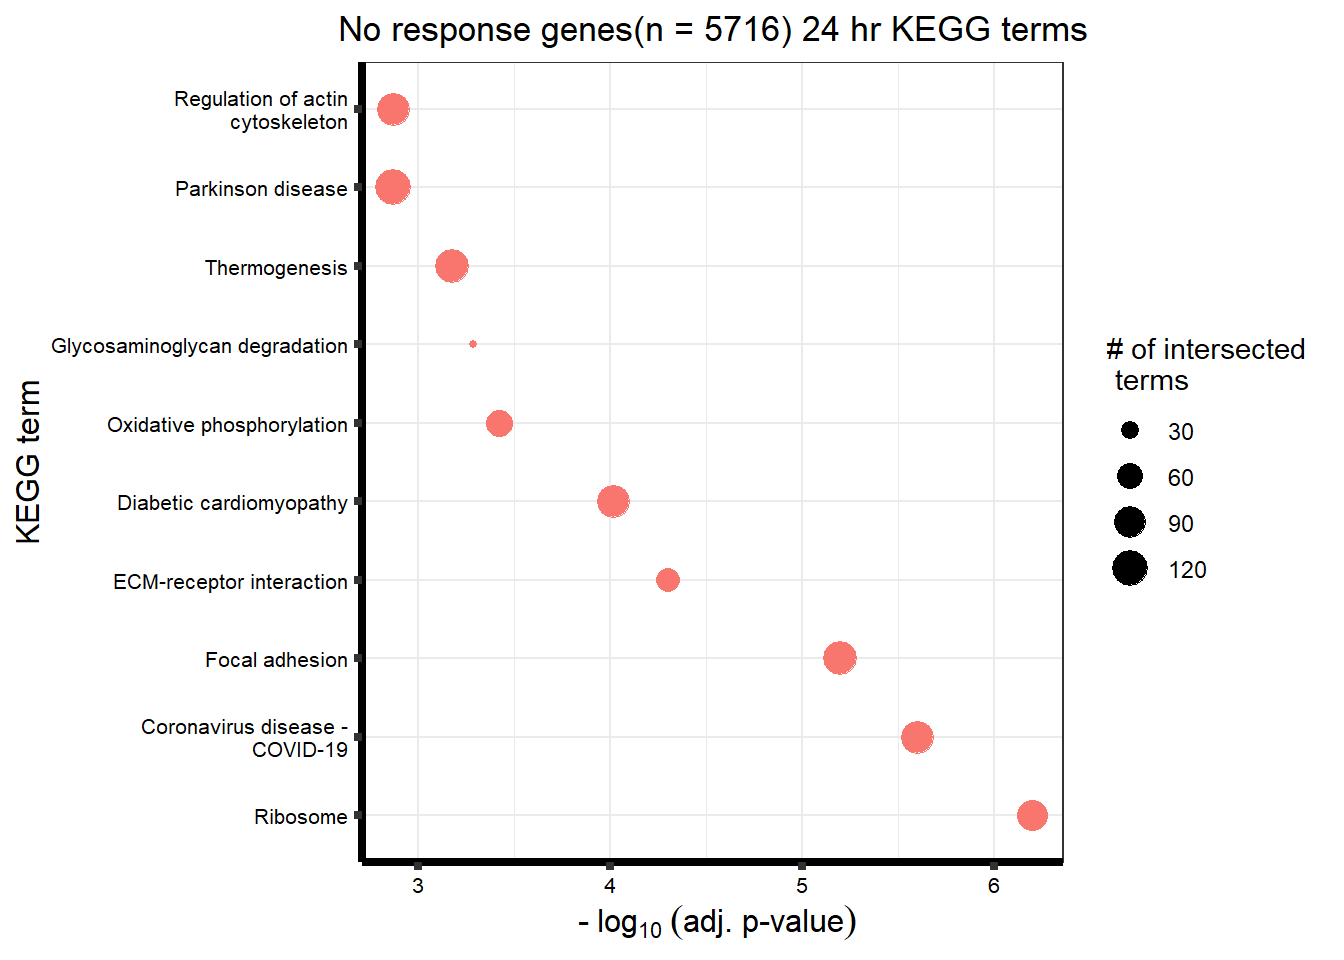 No response genes(n = 5716) 24 hr KEGG terms
KEGG term
Regulation of actin
cytoskeleton
Parkinson disease
Thermogenesis
Glycosaminoglycan degradation
Oxidative phosphorylation
Diabetic cardiomyopathy
ECM-receptor interaction
Focal adhesion
Coronavirus disease -
COVID-19
Ribosome
3 4 5 6
- log10 (adj. p-value)
# of intersected
terms
30
60
90
120